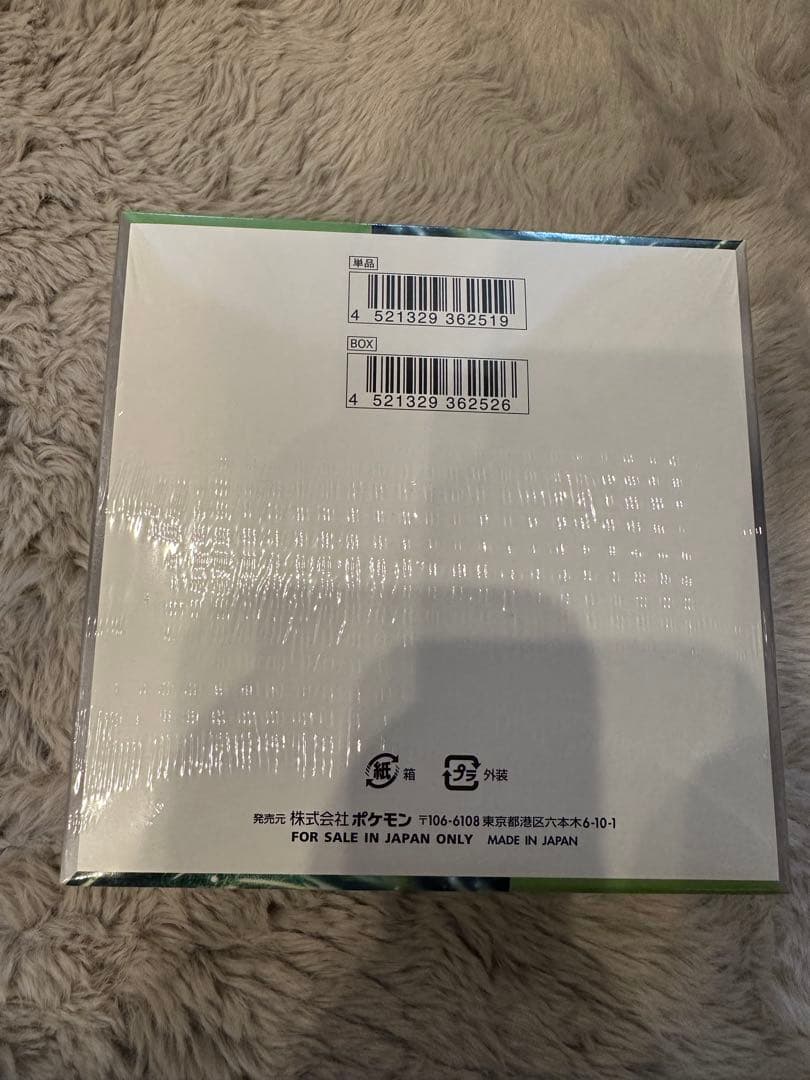 単品
4 521329 362519
BOX
4 521329 362526
紙 箱 プラ 外装
発売元 株式会社 ポケモン 〒106-6108 東京都港区六本木6-10-1
FOR SALE IN JAPAN ONLY MADE IN JAPAN